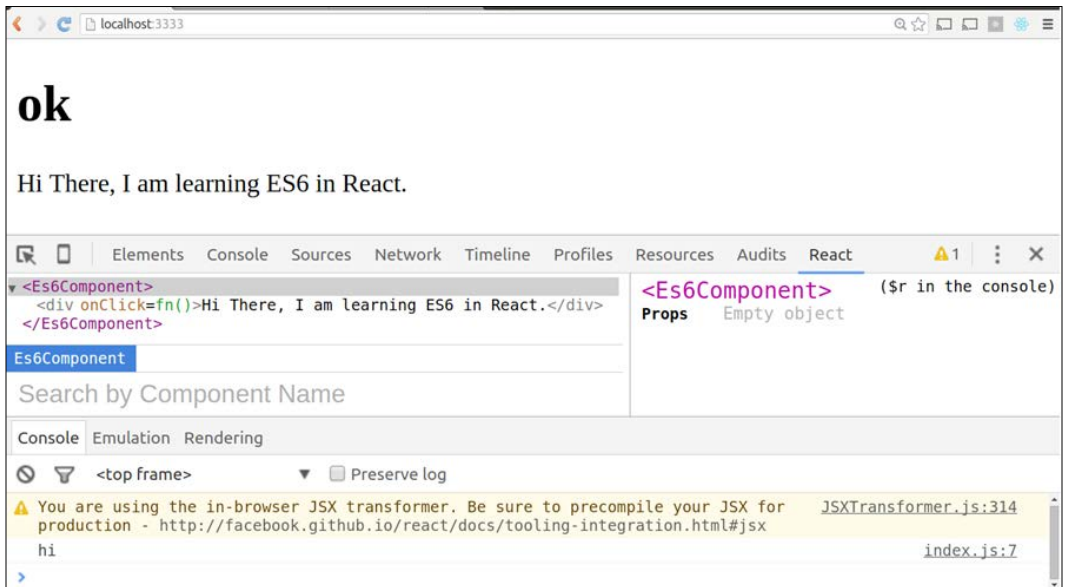 localhost:3333
ok
Hi There, I am learning ES6 in React.
Elements Console Sources Network Timeline Profiles Resources Audits React 1
<Es6Component>
<div onClick=fn()>Hi There, I am learning ES6 in React.</div>
</Es6Component>
Es6Component
Search by Component Name
<Es6Component> ($r in the console)
Props Empty object
Console Emulation Rendering
<top frame> Preserve log
You are using the in-browser JSX transformer. Be sure to precompile your JSX for JSXTransformer.js:314
production - http://facebook.github.io/react/docs/tooling-integration.html#jsx
hi index.js:7